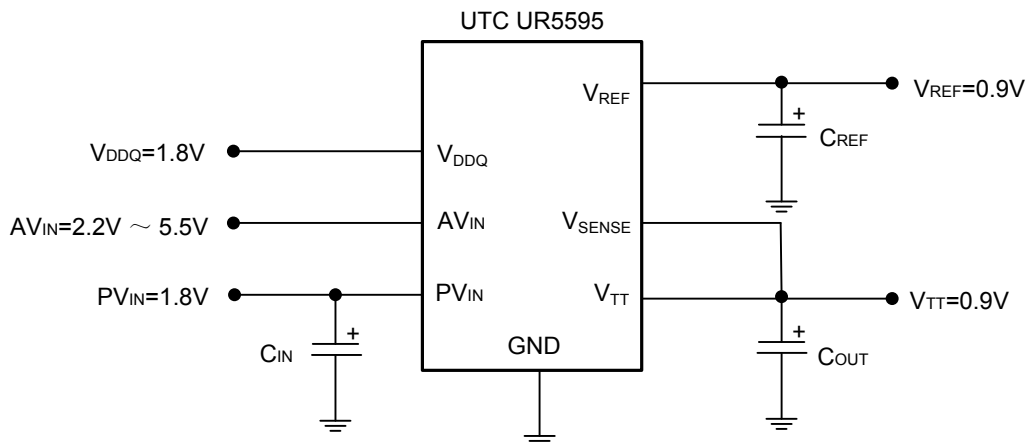 UTC UR5595
VREF
VREF=0.9V
+
CREF
VDDQ=1.8V
VDDQ
AVIN=2.2V ～ 5.5V
AVIN
VSENSE
PVIN=1.8V
PVIN
VTT
VTT=0.9V
+
CIN
GND
+
COUT